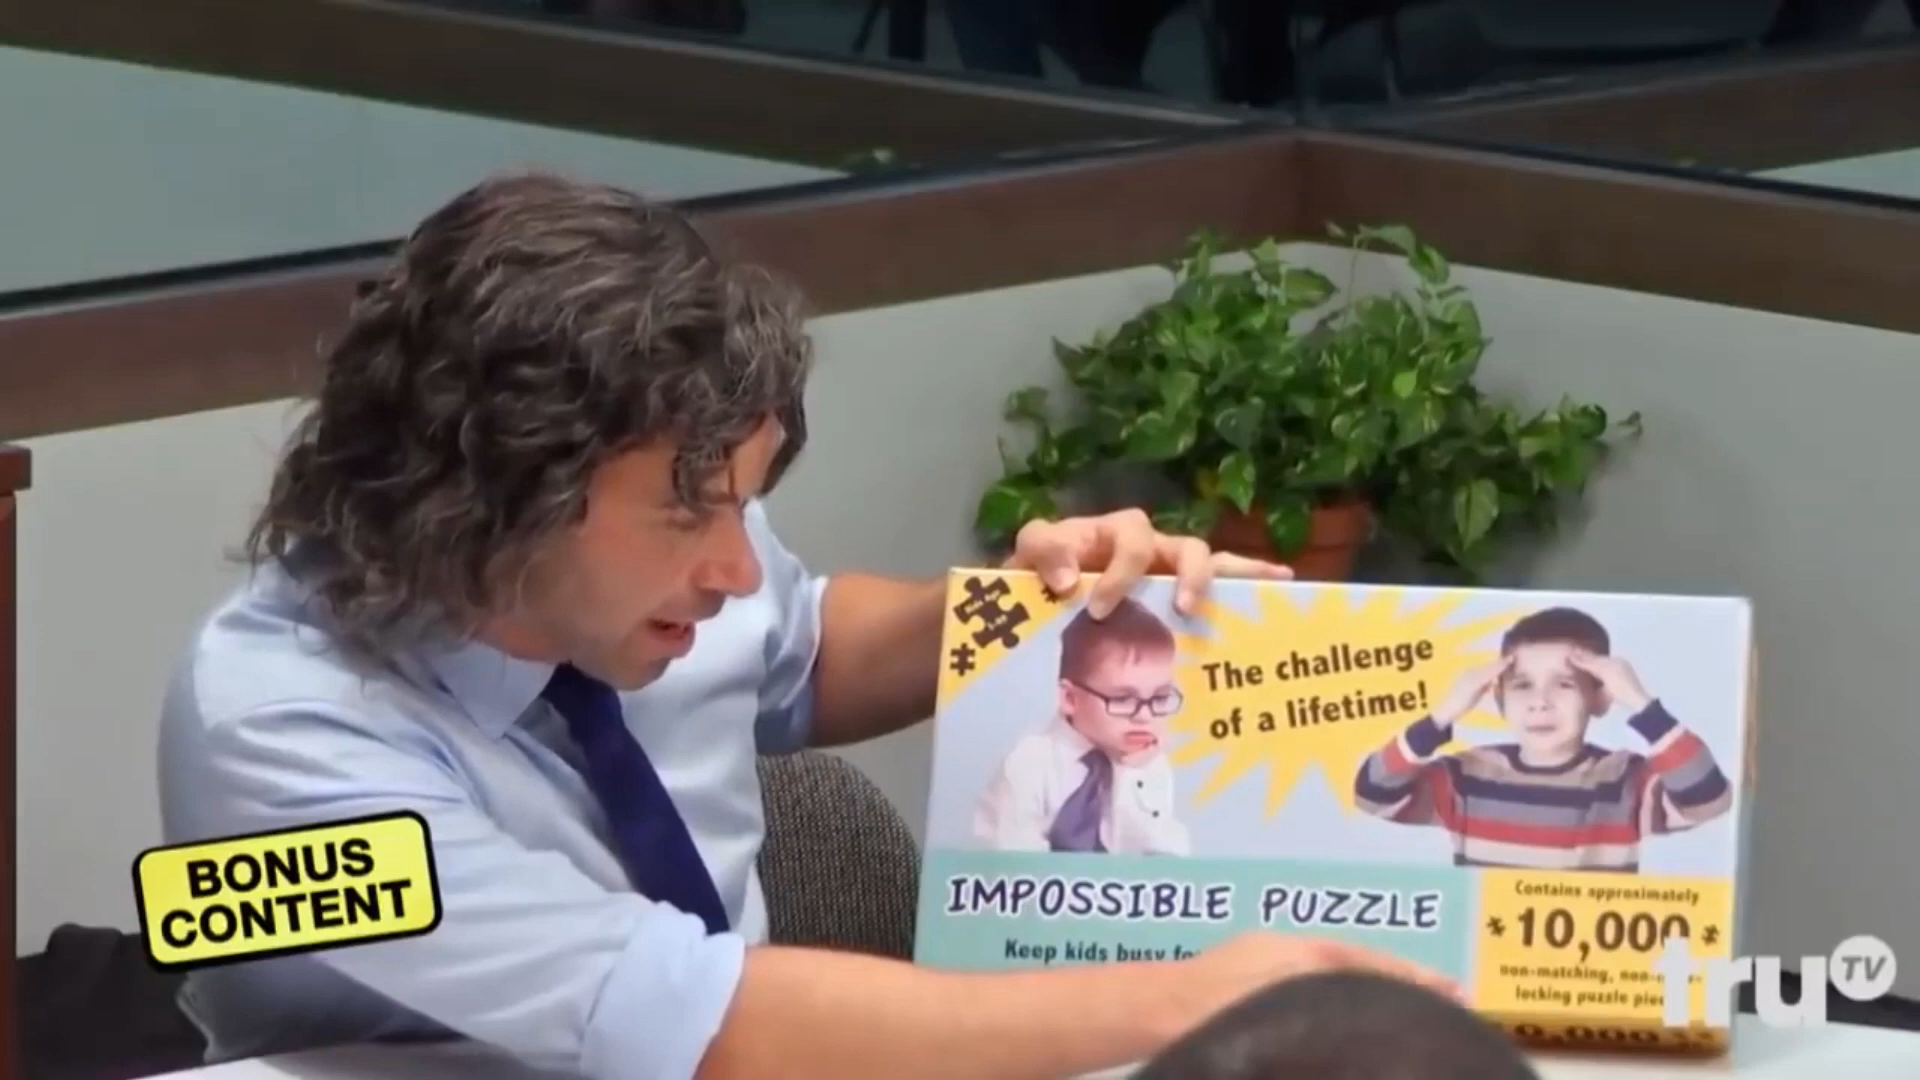 The challenge
of a lifetime!
IMPOSSIBLE PUZZLE
Keep kids busy
Contains approximately
10,000
non-matching, non-
locking puzzle
BONUS
CONTENT
truTV